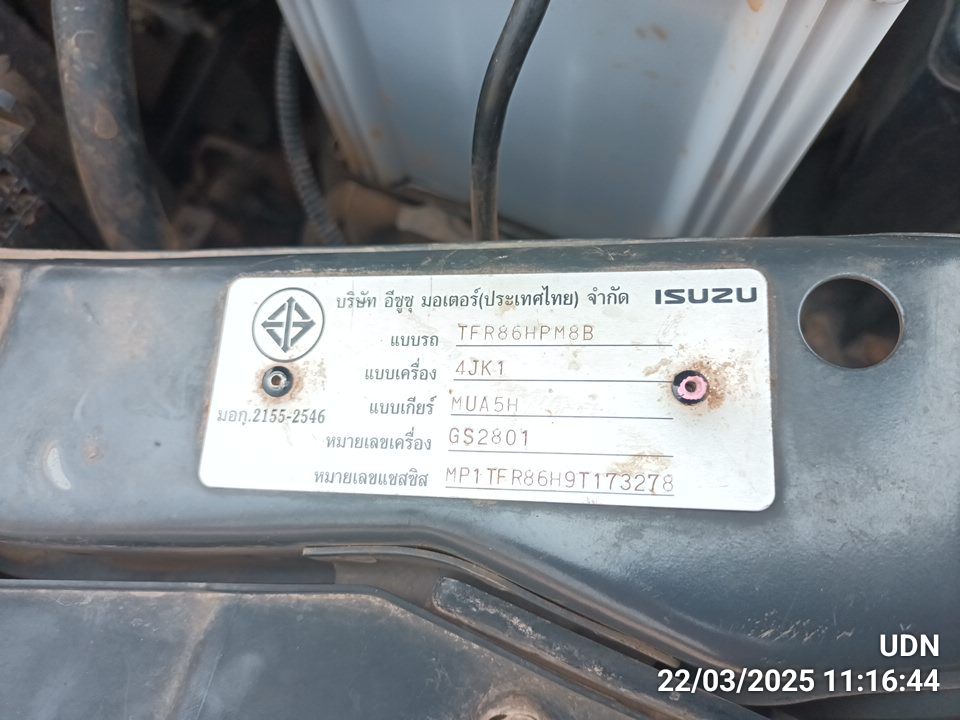 บริษัท อีซูซุ มอเตอร์(ประเทศไทย) จำกัด ISUZU
แบบรถ TFR86HPM8B
แบบเครื่อง 4JK1
แบบเกียร์ MUA5H
มอก.2155-2546
หมายเลขเครื่อง GS2801
หมายเลขแชสซิส MP1TFR86H9T173278
UDN
22/03/2025 11:16:44